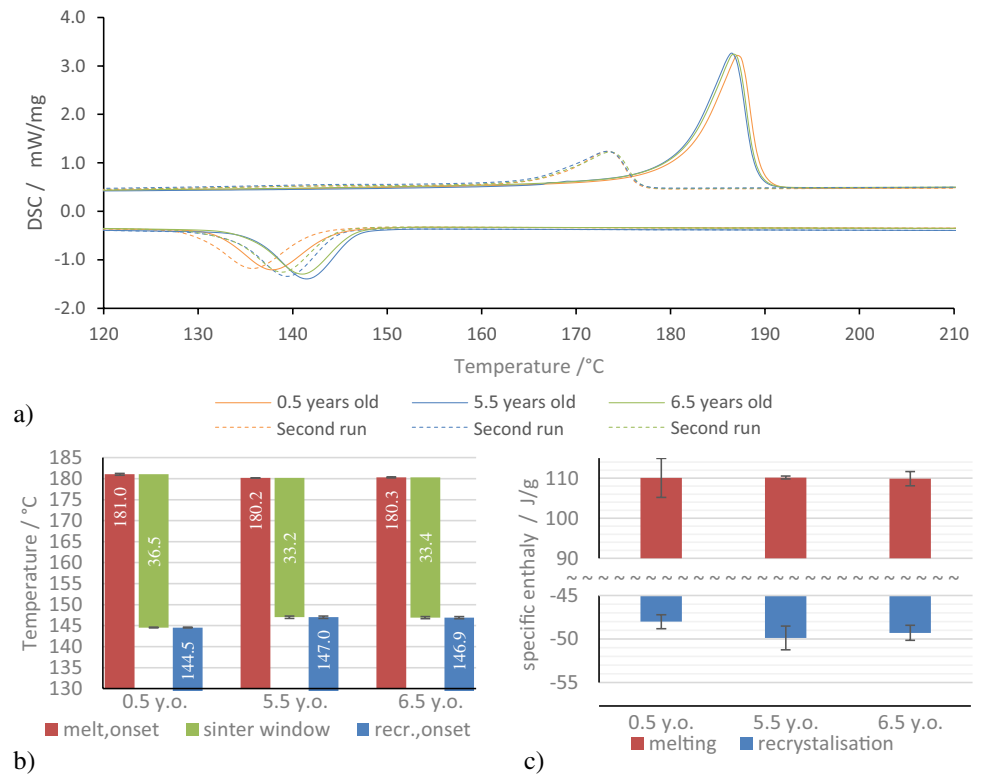 4.0
3.0
2.0
1.0
0.0
-1.0
-2.0
DSC / mW/mg
120 130 140 150 160 170 180 190 200 210
Temperature /°C
a)
0.5 years old 5.5 years old 6.5 years old
Second run Second run Second run
185
180
175
170
165
160
155
150
145
140
135
130
Temperature / °C
181.0 36.5 144.5 180.2 33.2 147.0 180.3 33.4 146.9
0.5 y.o. 5.5 y.o. 6.5 y.o.
melt,onset sinter window recr.,onset
b)
110
100
90
~ ~ ~ ~ ~ ~ ~ ~ ~ ~ ~ ~ ~ ~ ~ ~ ~ ~ ~ ~ ~ ~
-45
-50
-55
specific enthaly / J/g
0.5 y.o. 5.5 y.o. 6.5 y.o.
melting recrystalisation
c)